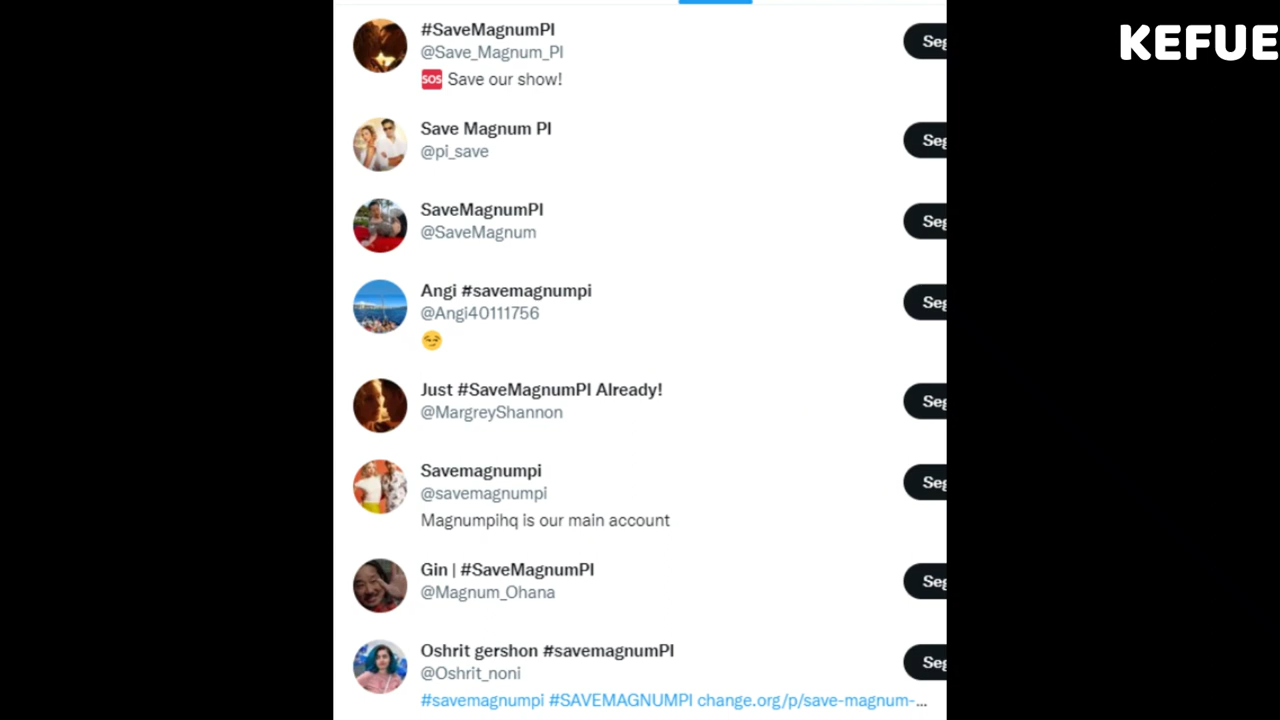 KEFUE
#SaveMagnumPI
@Save_Magnum_PI
Seg
🆘 Save our show!
Save Magnum PI
@pi_save
Seg
SaveMagnumPI
@SaveMagnum
Seg
Angi #savemagnumpi
@Angi40111756
Seg
😏
Just #SaveMagnumPI Already!
@MargreyShannon
Seg
Savemagnumpi
@savemagnumpi
Seg
Magnumpihq is our main account
Gin | #SaveMagnumPI
@Magnum_Ohana
Seg
Oshrit gershon #savemagnumPI
@Oshrit_noni
Seg
#savemagnumpi #SAVEMAGNUMPI change.org/p/save-magnum-...